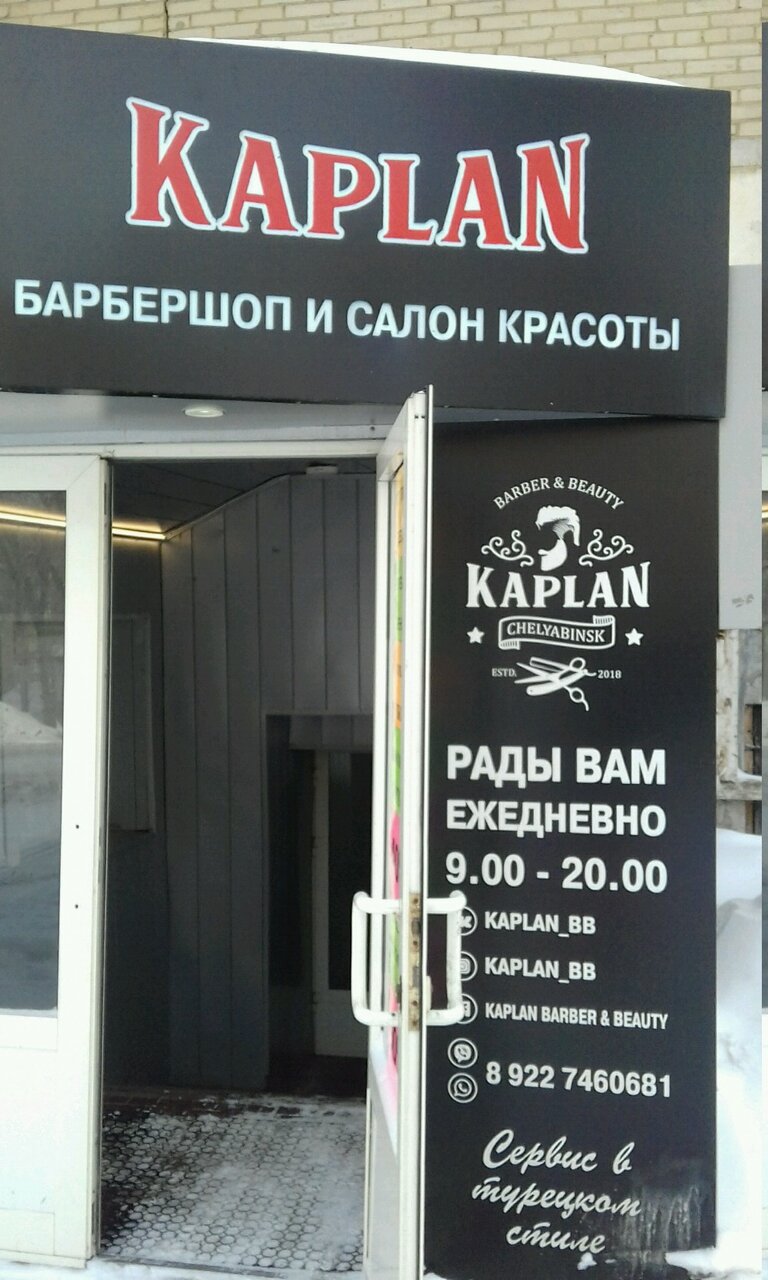 KAPLAN
БАРБЕРШОП И САЛОН КРАСОТЫ
BARBER & BEAUTY
KAPLAN
CHELYABINSK
ESTD. 2018
РАДЫ ВАМ
ЕЖЕДНЕВНО
9.00 - 20.00
KAPLAN_BB
KAPLAN_BB
KAPLAN BARBER & BEAUTY
8 922 7460681
Сервис в
турецком
стиле